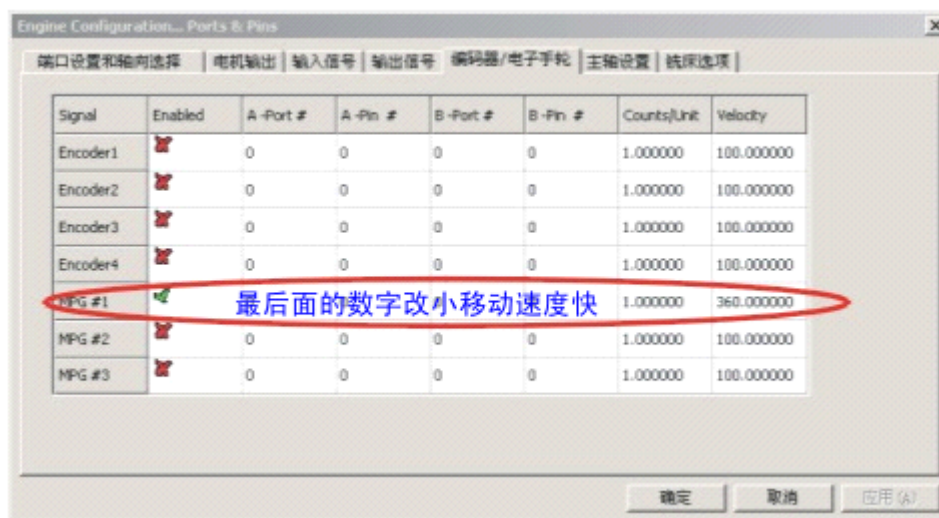 Engine Configuration... Ports & Pins
端口设置和轴向选择 电机输出 输入信号 输出信号 编码器/电子手轮 主轴设置 铣床选项
Signal Enabled A -Port # A -Pin # B -Port # B -Pin # Counts/Unit Velocity
Encoder1 0 0 0 0 1.000000 100.000000
Encoder2 0 0 0 0 1.000000 100.000000
Encoder3 0 0 0 0 1.000000 100.000000
Encoder4 0 0 0 0 1.000000 100.000000
MPG #1 最后面的数字改小移动速度快 1.000000 360.000000
MPG #2 0 0 0 0 1.000000 100.000000
MPG #3 0 0 0 0 1.000000 100.000000
确定 取消 应用(A)